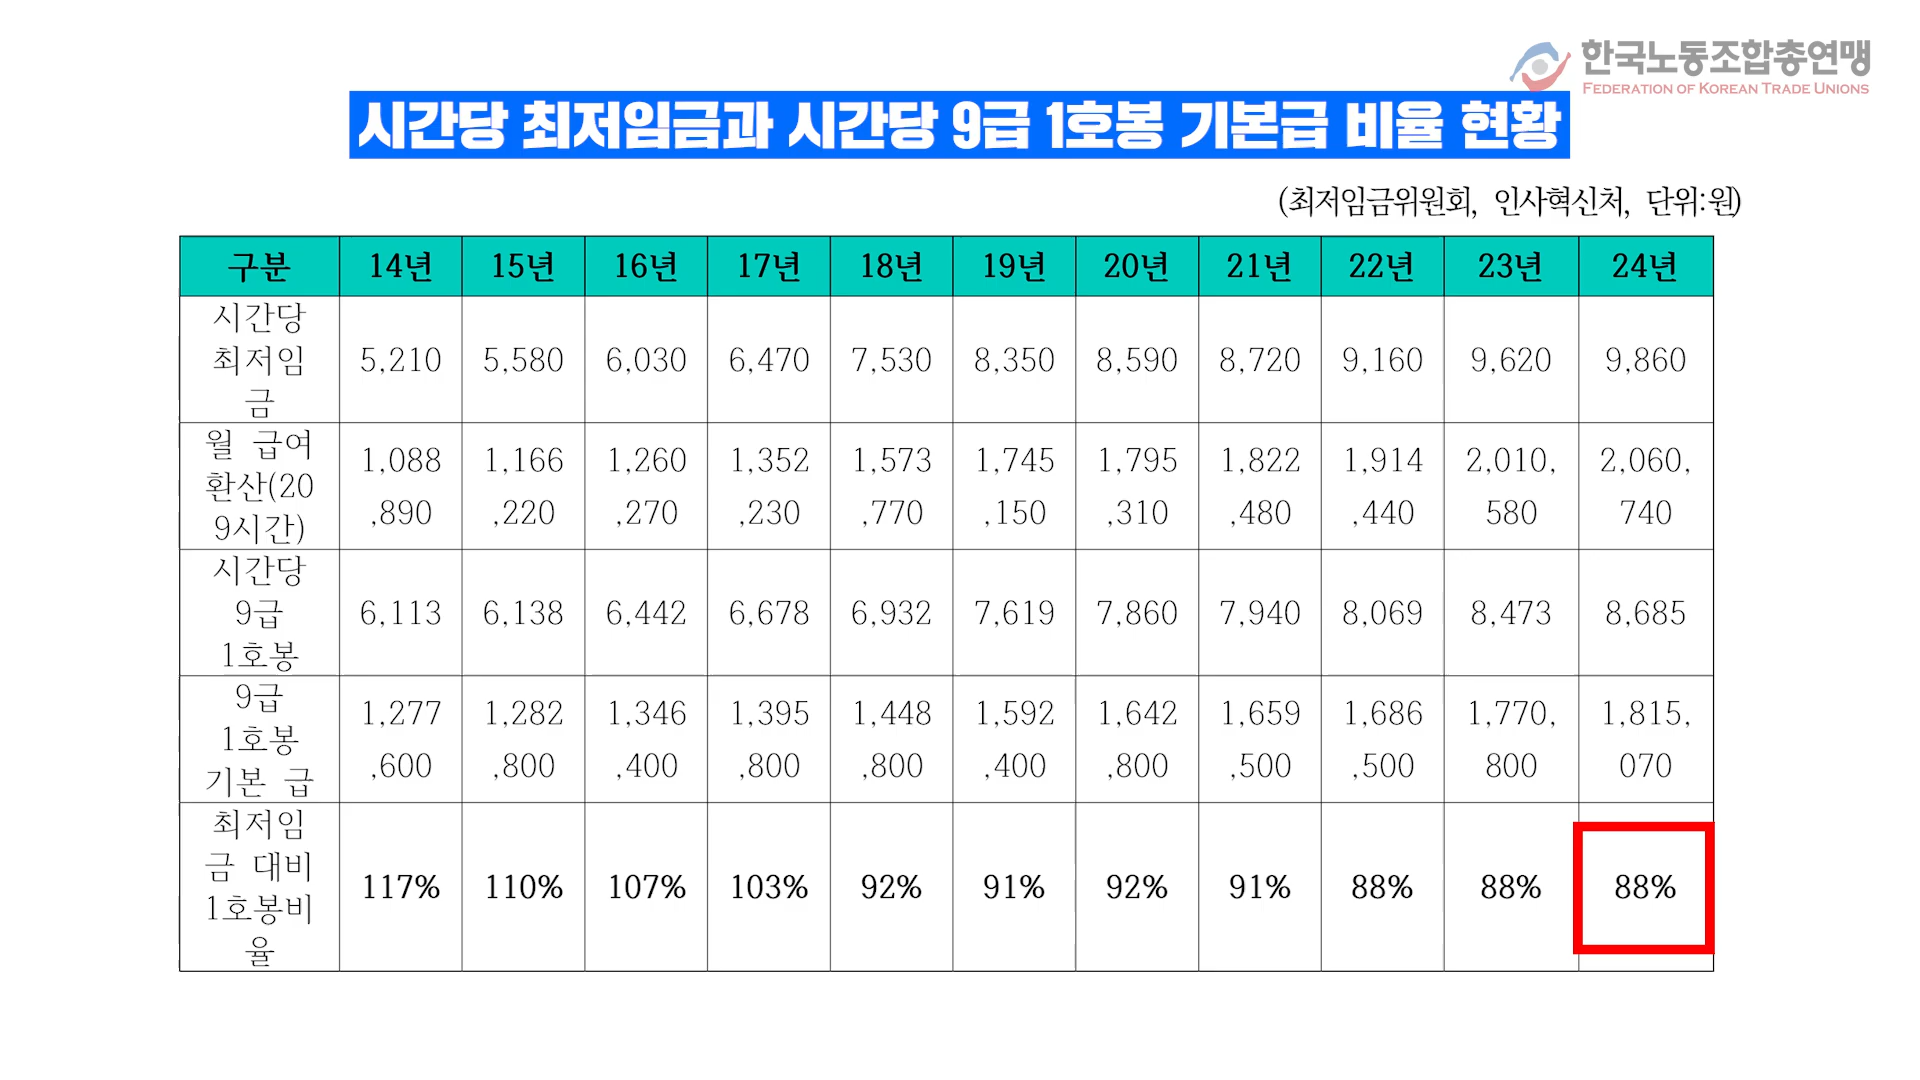 한국노동조합총연맹
FEDERATION OF KOREAN TRADE UNIONS
시간당 최저임금과 시간당 9급 1호봉 기본급 비율 현황
(최저임금위원회, 인사혁신처, 단위:원)
구분 14년 15년 16년 17년 18년 19년 20년 21년 22년 23년 24년
시간당
최저임
금
5,210 5,580 6,030 6,470 7,530 8,350 8,590 8,720 9,160 9,620 9,860
월 급여
환산(20
9시간)
1,088 1,166 1,260 1,352 1,573 1,745 1,795 1,822 1,914 2,010, 2,060,
,890 ,220 ,270 ,230 ,770 ,150 ,310 ,480 ,440 580 740
시간당
9급
1호봉
6,113 6,138 6,442 6,678 6,932 7,619 7,860 7,940 8,069 8,473 8,685
9급
1호봉
기본 급
1,277 1,282 1,346 1,395 1,448 1,592 1,642 1,659 1,686 1,770, 1,815,
,600 ,800 ,400 ,800 ,800 ,400 ,800 ,500 ,500 800 070
최저임
금 대비
1호봉비
율
117% 110% 107% 103% 92% 91% 92% 91% 88% 88% 88%